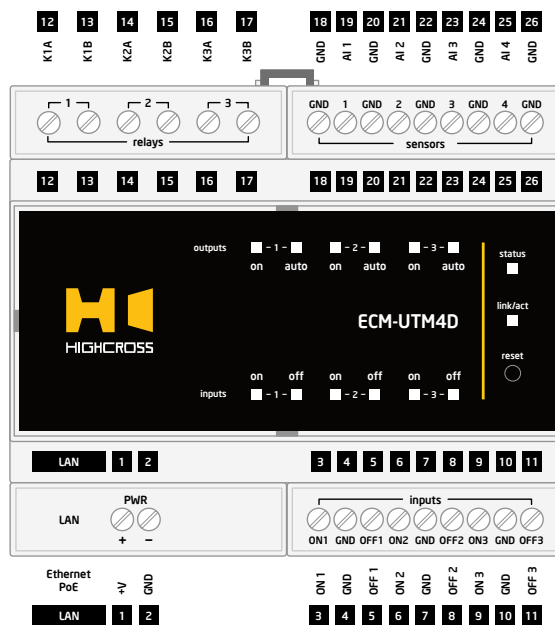 12 13 14 15 16 17 18 19 20 21 22 23 24 25 26
K1A K1B K2A K2B K3A K3B GND AI 1 GND AI 2 GND AI 3 GND AI 4 GND
1 2 3 GND 1 GND 2 GND 3 GND 4 GND
relays sensors
12 13 14 15 16 17 18 19 20 21 22 23 24 25 26
outputs - 1 - - 2 - - 3 - status
on auto on auto on auto
link/act
ECM-UTM4D
HIGHCROSS
reset
on off on off on off
inputs - 1 - - 2 - - 3 -
LAN 1 2 3 4 5 6 7 8 9 10 11
PWR inputs
LAN
+ − ON1 GND OFF1 ON2 GND OFF2 ON3 GND OFF3
Ethernet PoE +V GND ON 1 GND OFF 1 ON 2 GND OFF 2 ON 3 GND OFF 3
LAN 1 2 3 4 5 6 7 8 9 10 11